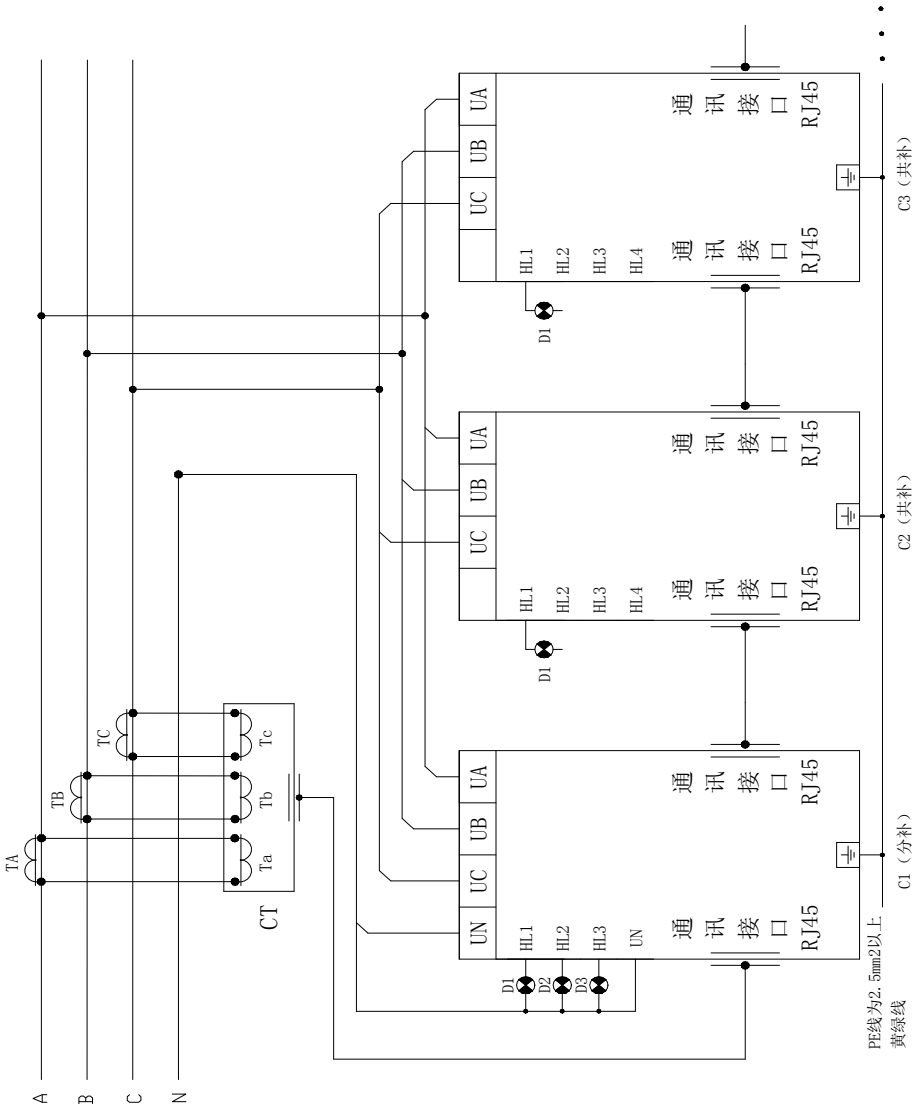 A
TA
B
TB
C
TC
N
Ta Tb Tc
CT
UN UC UB UA
D1
HL1
D2
HL2
D3
HL3
UN
通讯接口
RJ45
通讯接口
RJ45
C1（分补）
UC UB UA
D1
HL1
HL2
HL3
HL4
通讯接口
RJ45
通讯接口
RJ45
C2（共补）
UC UB UA
D1
HL1
HL2
HL3
HL4
通讯接口
RJ45
通讯接口
RJ45
C3（共补）
PE线为2.5mm2以上
黄绿线